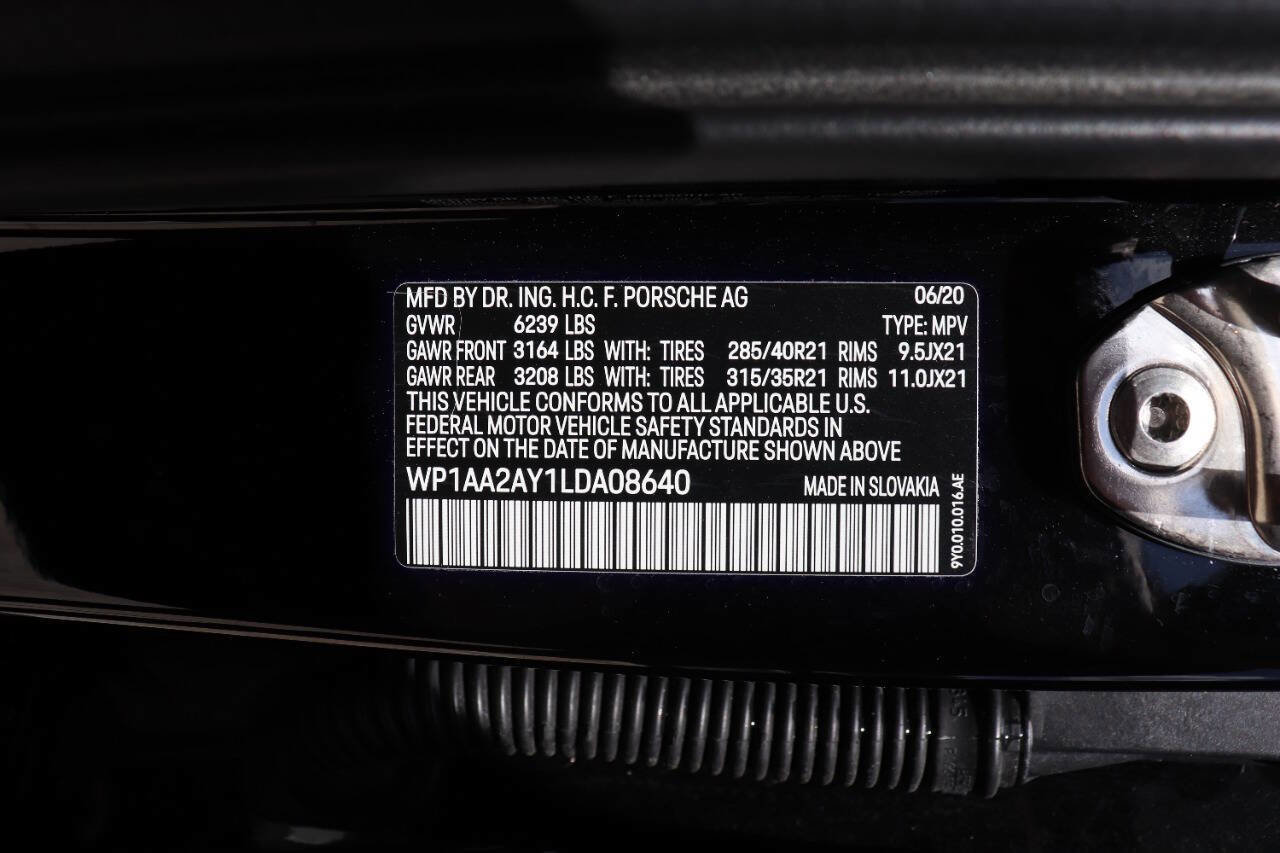 MFD BY DR. ING. H.C. F. PORSCHE AG 06/20
GVWR 6239 LBS TYPE: MPV
GAWR FRONT 3164 LBS WITH: TIRES 285/40R21 RIMS 9.5JX21
GAWR REAR 3208 LBS WITH: TIRES 315/35R21 RIMS 11.0JX21
THIS VEHICLE CONFORMS TO ALL APPLICABLE U.S.
FEDERAL MOTOR VEHICLE SAFETY STANDARDS IN
EFFECT ON THE DATE OF MANUFACTURE SHOWN ABOVE
WP1AA2AY1LDA08640 MADE IN SLOVAKIA
9Y0.010.016.AE